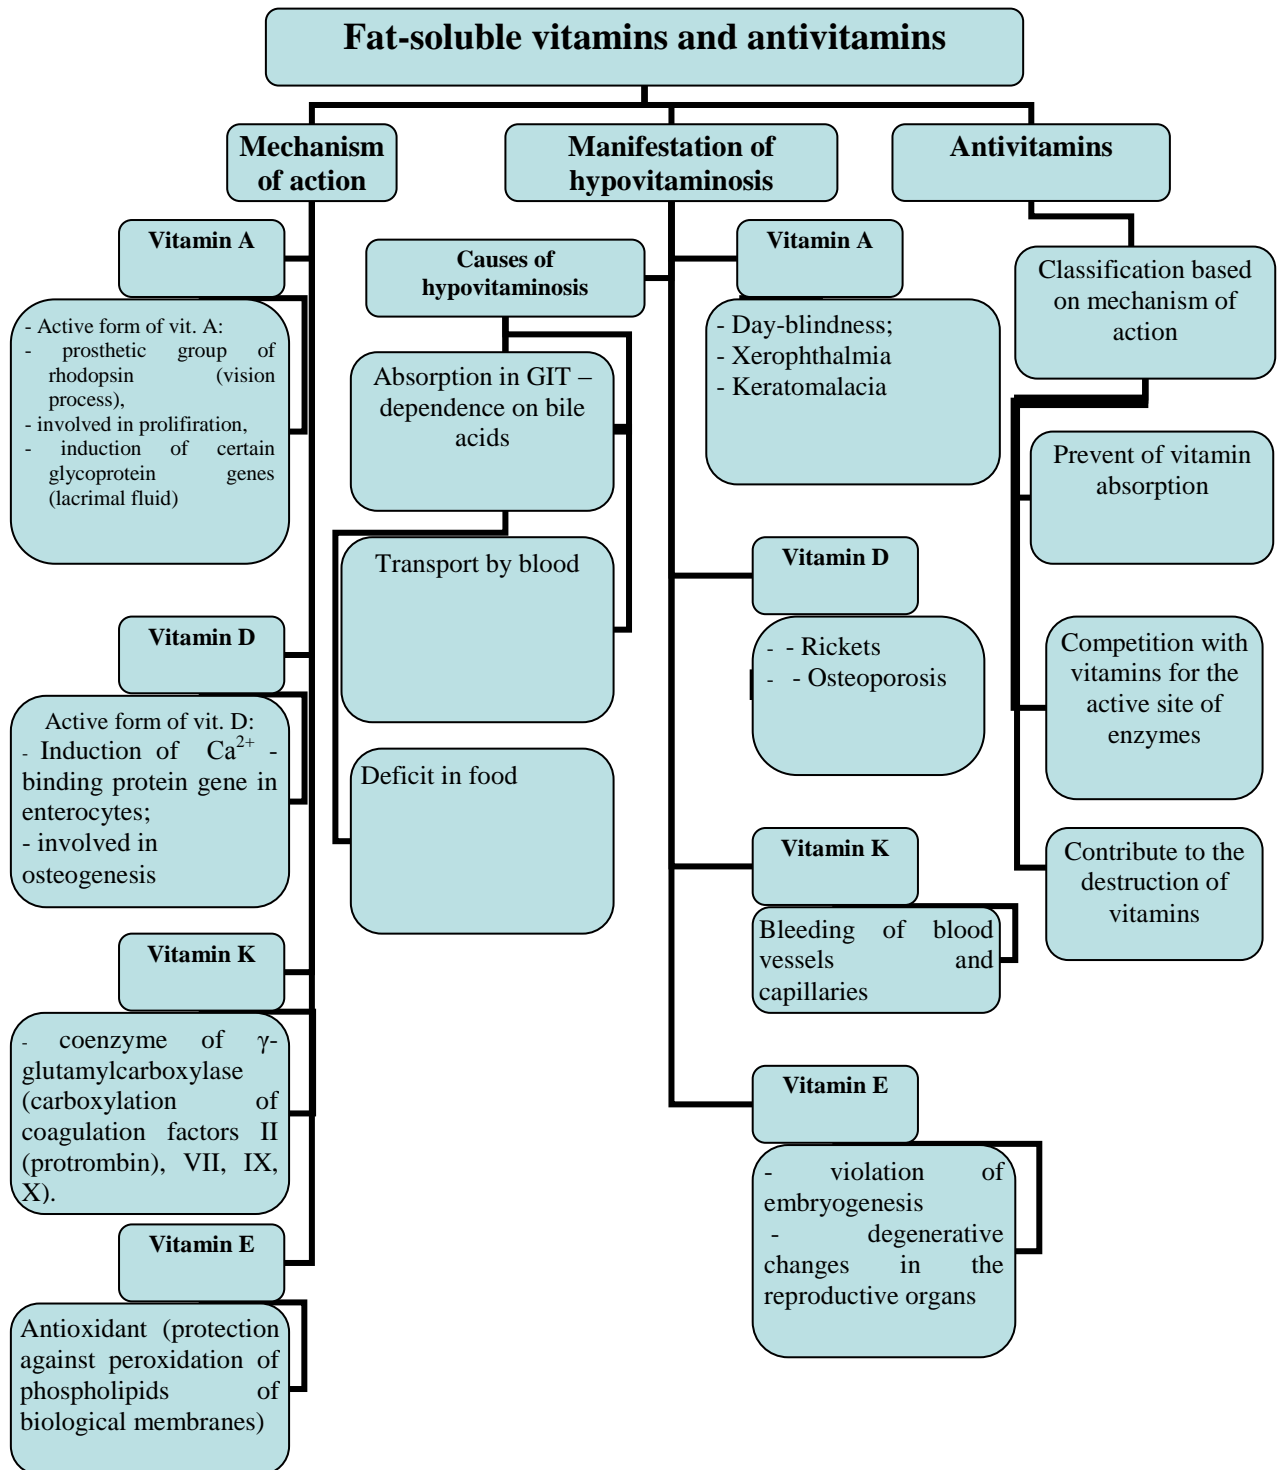 Fat-soluble vitamins and antivitamins
Mechanism
of action
Vitamin A
- Active form of vit. A:
- prosthetic group of
rhodopsin (vision
process),
- involved in prolifiration,
- induction of certain
glycoprotein genes
(lacrimal fluid)
Vitamin D
Active form of vit. D:
- Induction of Ca²⁺ -
binding protein gene in
enterocytes;
- involved in
osteogenesis
Vitamin K
- coenzyme of γ-
glutamylcarboxylase
(carboxylation of
coagulation factors II
(protrombin), VII, IX,
X).
Vitamin E
Antioxidant (protection
against peroxidation of
phospholipids of
biological membranes)
Manifestation of
hypovitaminosis
Causes of
hypovitaminosis
Absorption in GIT –
dependence on bile
acids
Transport by blood
Deficit in food
Vitamin A
- Day-blindness;
- Xerophthalmia
- Keratomalacia
Vitamin D
- - Rickets
- - Osteoporosis
Vitamin K
Bleeding of blood
vessels and
capillaries
Vitamin E
- violation of
embryogenesis
- degenerative
changes in the
reproductive organs
Antivitamins
Classification based
on mechanism of
action
Prevent of vitamin
absorption
Competition with
vitamins for the
active site of
enzymes
Contribute to the
destruction of
vitamins